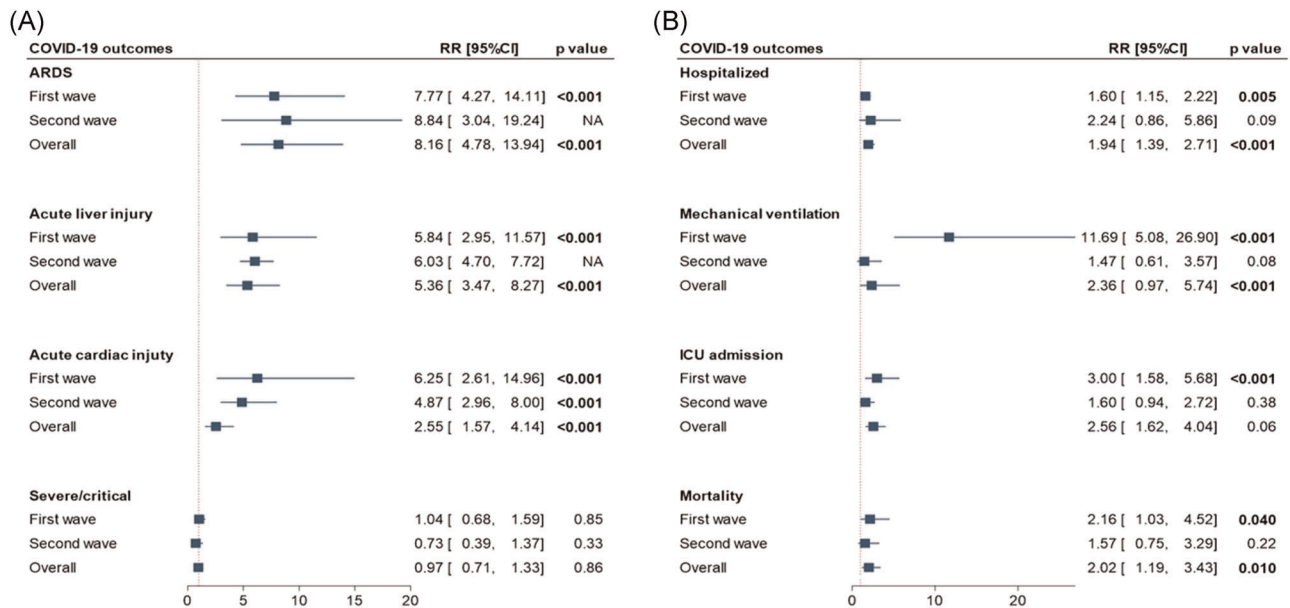 (A)
COVID-19 outcomes RR [95%CI] p value
ARDS
First wave 7.77 [ 4.27, 14.11] <0.001
Second wave 8.84 [ 3.04, 19.24] NA
Overall 8.16 [ 4.78, 13.94] <0.001
Acute liver injury
First wave 5.84 [ 2.95, 11.57] <0.001
Second wave 6.03 [ 4.70, 7.72] NA
Overall 5.36 [ 3.47, 8.27] <0.001
Acute cardiac injuty
First wave 6.25 [ 2.61, 14.96] <0.001
Second wave 4.87 [ 2.96, 8.00] <0.001
Overall 2.55 [ 1.57, 4.14] <0.001
Severe/critical
First wave 1.04 [ 0.68, 1.59] 0.85
Second wave 0.73 [ 0.39, 1.37] 0.33
Overall 0.97 [ 0.71, 1.33] 0.86
0 5 10 15 20
(B)
COVID-19 outcomes RR [95%CI] p value
Hospitalized
First wave 1.60 [ 1.15, 2.22] 0.005
Second wave 2.24 [ 0.86, 5.86] 0.09
Overall 1.94 [ 1.39, 2.71] <0.001
Mechanical ventilation
First wave 11.69 [ 5.08, 26.90] <0.001
Second wave 1.47 [ 0.61, 3.57] 0.08
Overall 2.36 [ 0.97, 5.74] <0.001
ICU admission
First wave 3.00 [ 1.58, 5.68] <0.001
Second wave 1.60 [ 0.94, 2.72] 0.38
Overall 2.56 [ 1.62, 4.04] 0.06
Mortality
First wave 2.16 [ 1.03, 4.52] 0.040
Second wave 1.57 [ 0.75, 3.29] 0.22
Overall 2.02 [ 1.19, 3.43] 0.010
0 10 20